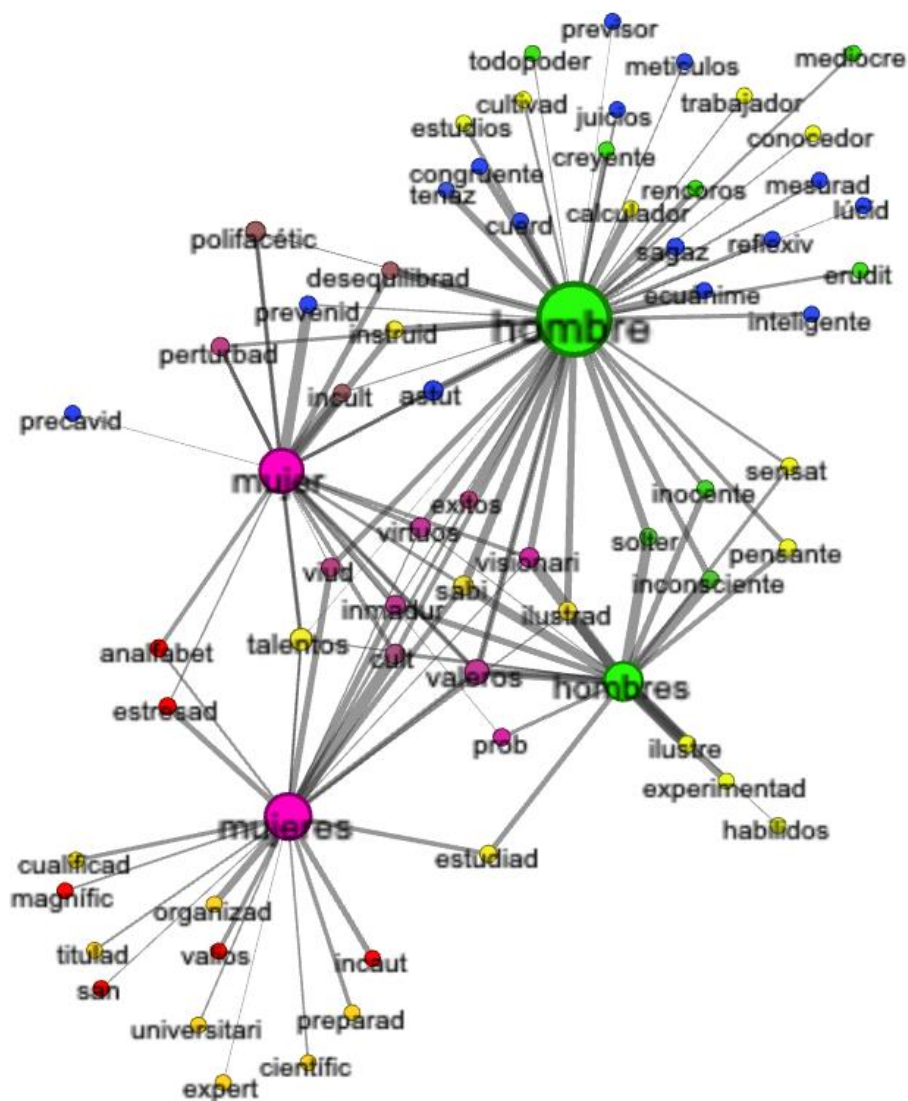 previsor
todopoder
meticulos
mediocre
cultivad
trabajador
juicios
estudios
conocedor
creyente
congruente
rencoros
mesurad
tenaz
calculador
lúcid
cuerd
polifacétic
sagaz
reflexiv
desequilibrad
erudit
prevenid
ecuánime
instruid
hombre
inteligente
perturbad
incult
astut
precavid
mujer
sensat
exitos
inocente
virtuos
visionari
solter
pensante
viud
sabi
inconsciente
inmadur
ilustrad
analfabet
talentos
cult
valeros
hombres
estresad
prob
ilustre
experimentad
mujeres
habilidos
estudiad
cualificad
magnífic
organizad
titulad
valios
incaut
san
universitari
preparad
científic
expert